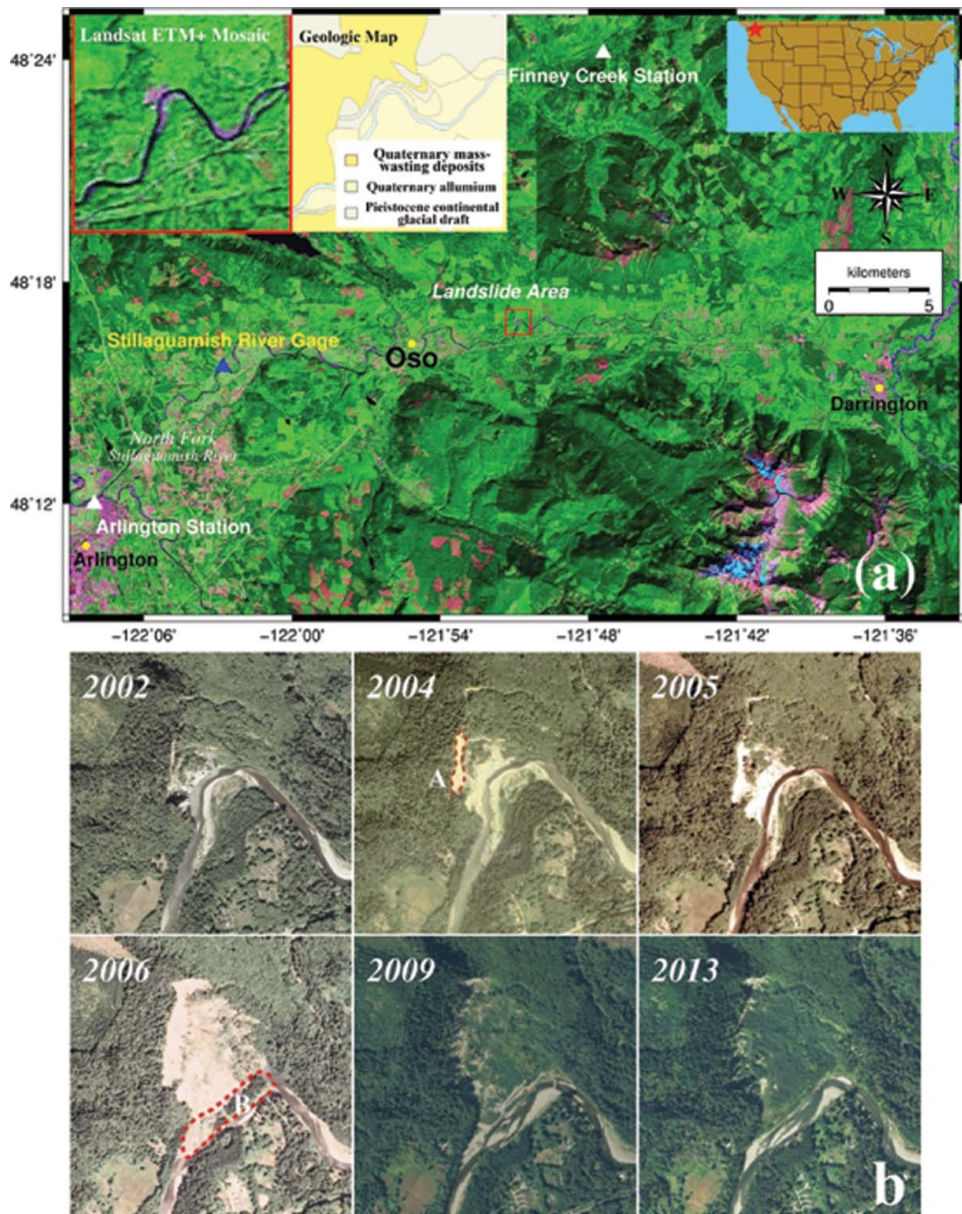 Landsat ETM+ Mosaic
Geologic Map
Quaternary mass-
wasting deposits
Quaternary allumium
Pieistocene continental
glacial draft
Finney Creek Station
N
W
E
S
kilometers
0
5
Landslide Area
Stillaguamish River Gage
Oso
Darrington
North Fork
Stillaguamish River
Arlington Station
Arlington
(a)
48°24'
48°18'
48°12'
−122°06'
−122°00'
−121°54'
−121°48'
−121°42'
−121°36'
2002
2004
A
2005
2006
B
2009
2013
b